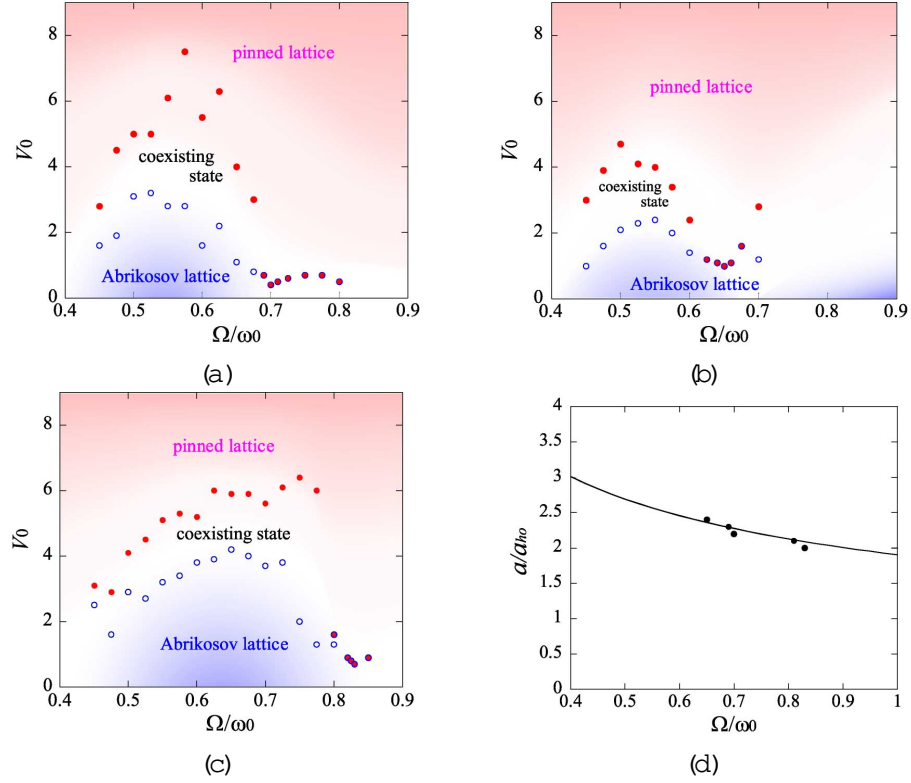 8
6
4
2
0
V0
pinned lattice
coexisting
state
Abrikosov lattice
0.4 0.5 0.6 0.7 0.8 0.9
Ω/ω0
(a)
8
6
4
2
0
V0
pinned lattice
coexisting
state
Abrikosov lattice
0.4 0.5 0.6 0.7 0.8 0.9
Ω/ω0
(b)
8
6
4
2
0
V0
pinned lattice
coexisting state
Abrikosov lattice
0.4 0.5 0.6 0.7 0.8 0.9
Ω/ω0
(c)
4
3.5
3
2.5
2
1.5
1
0.5
0
a/aho
0.4 0.5 0.6 0.7 0.8 0.9 1
Ω/ω0
(d)